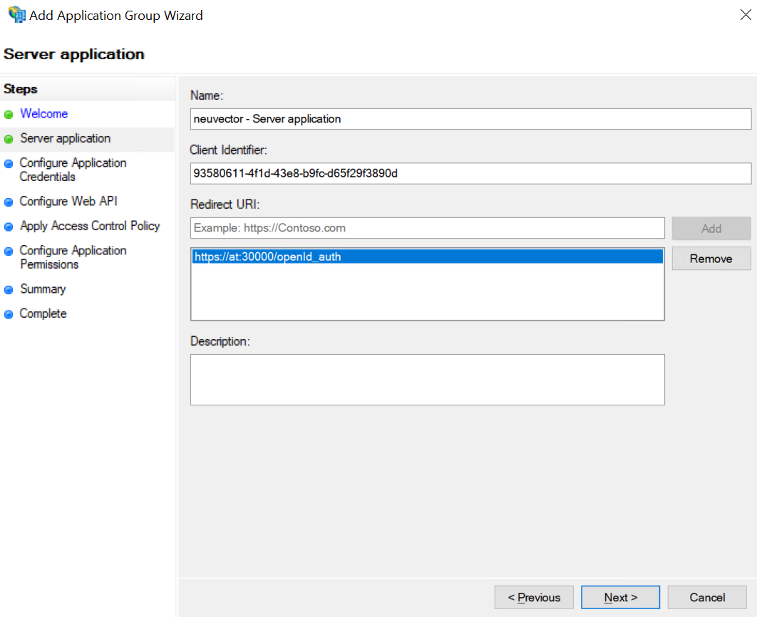 Add Application Group Wizard
Server application
Steps
Welcome
Server application
Configure Application
Credentials
Configure Web API
Apply Access Control Policy
Configure Application
Permissions
Summary
Complete
Name:
neuvector - Server application
Client Identifier:
93580611-4f1d-43e8-b9fc-d65f29f3890d
Redirect URI:
Example: https://Contoso.com
Add
https://at:30000/openId_auth
Remove
Description:
< Previous
Next >
Cancel